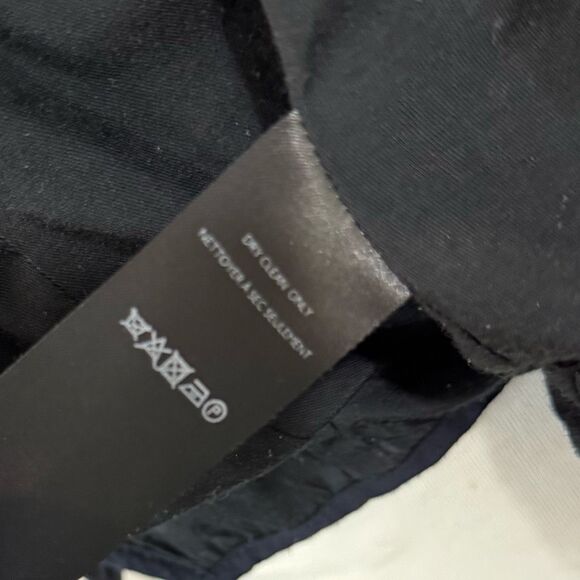 DRY CLEAN ONLY
NETTOYER A SEC SEULEMENT
P